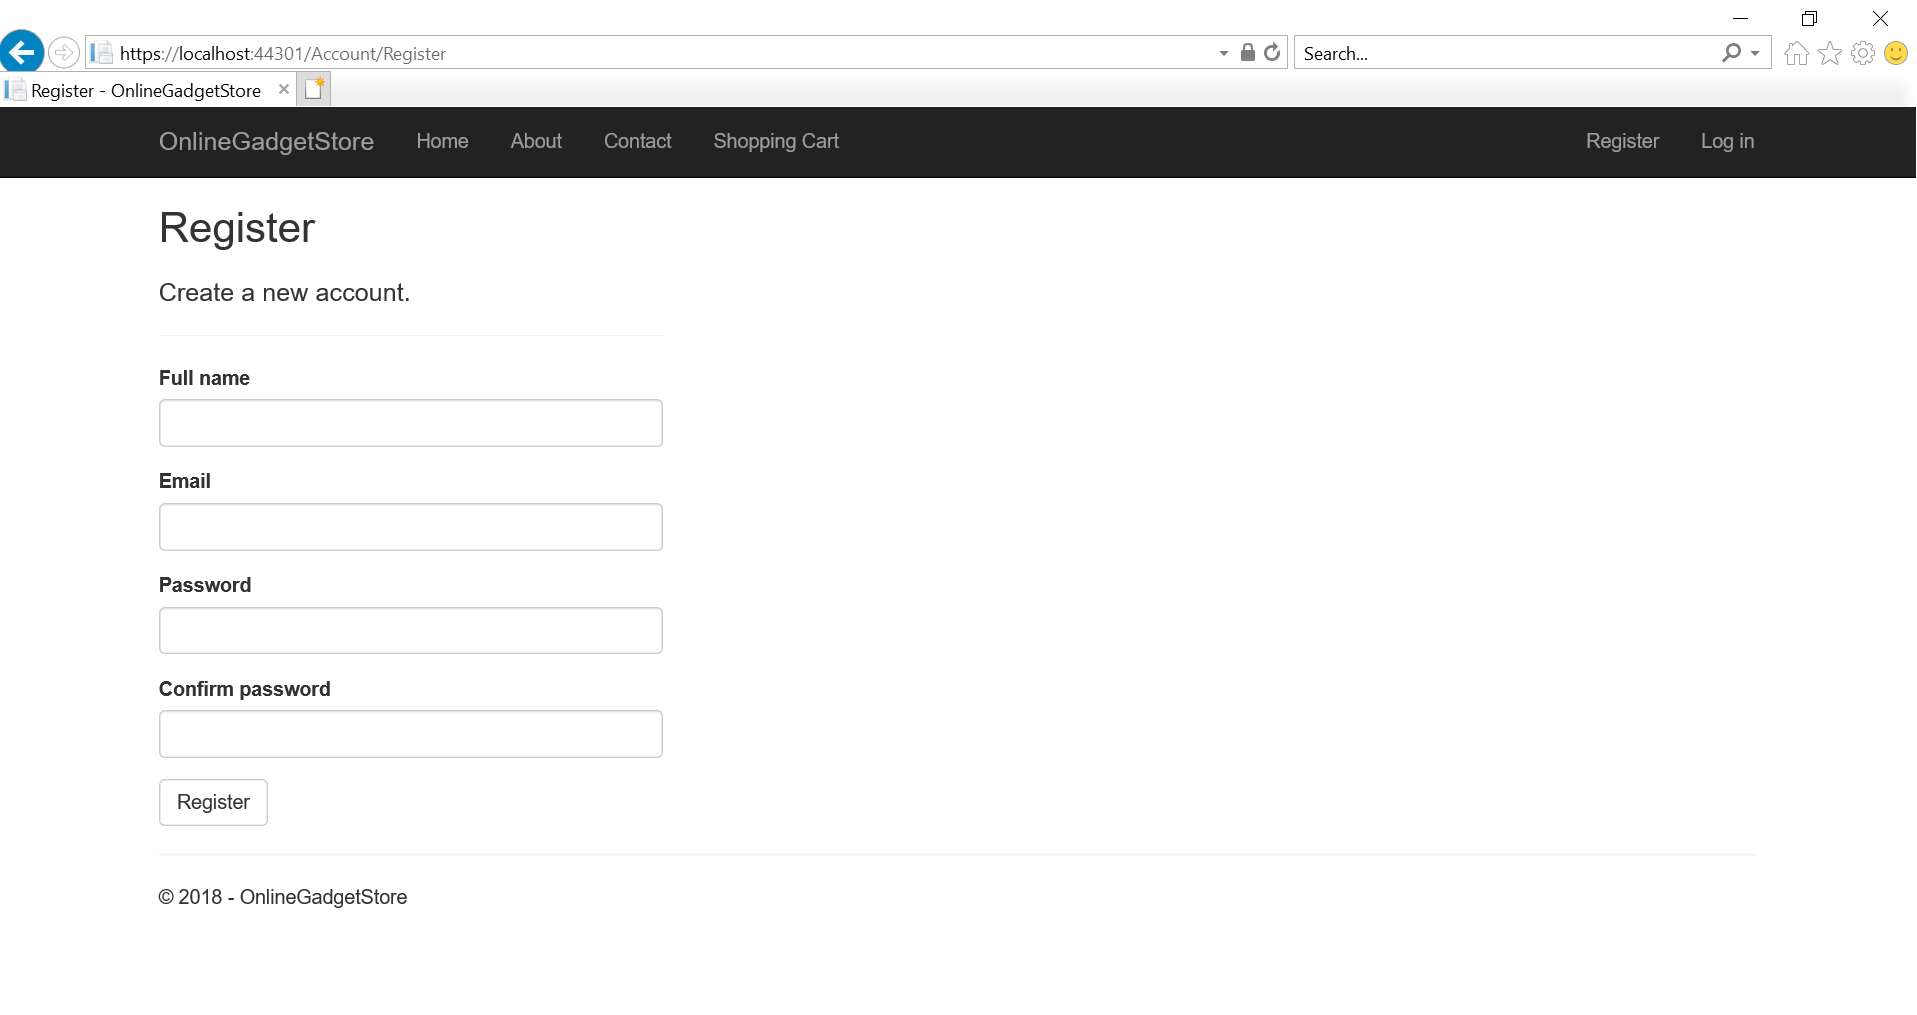 https://localhost:44301/Account/Register
Search...
Register - OnlineGadgetStore
OnlineGadgetStore Home About Contact Shopping Cart Register Log in
Register
Create a new account.
Full name
Email
Password
Confirm password
Register
© 2018 - OnlineGadgetStore